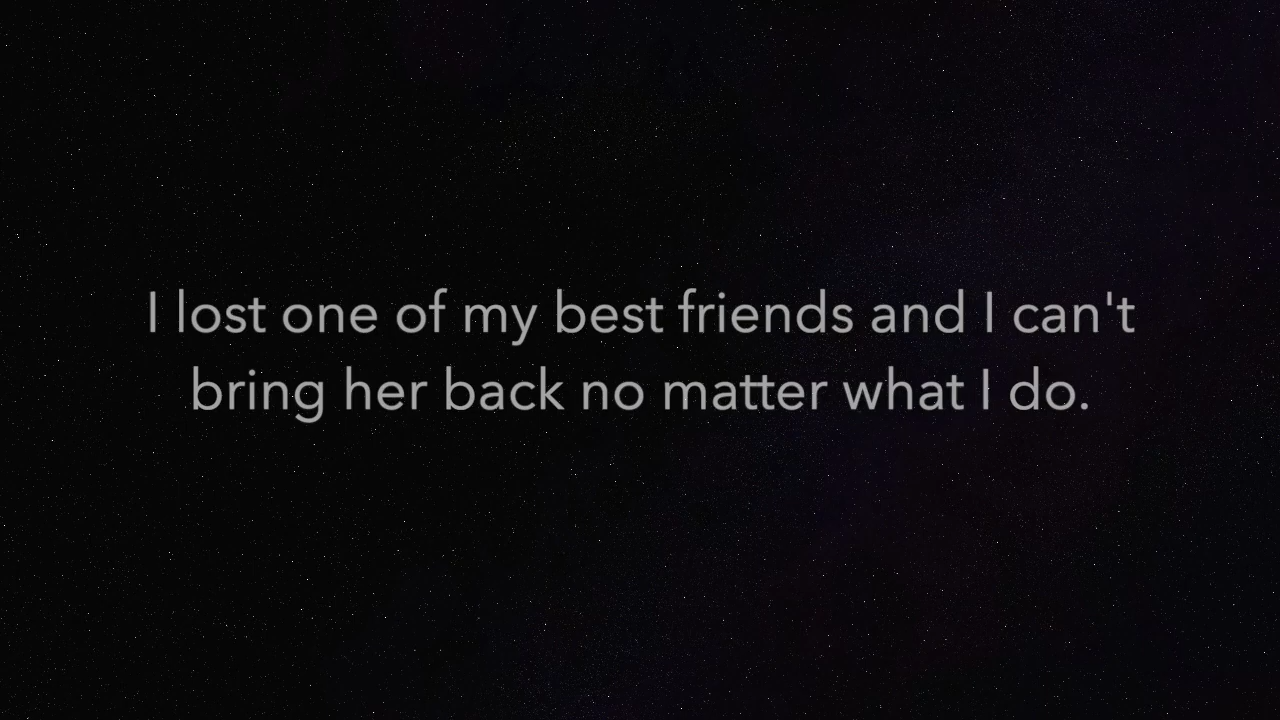 I lost one of my best friends and I can't
bring her back no matter what I do.